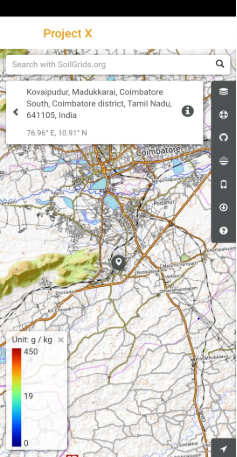 Project X
Search with SoilGrids.org
Kovaipudur, Madukkarai, Coimbatore
South, Coimbatore district, Tamil Nadu,
641105, India
76.96° E, 10.91° N
Coimbatore
Podanur
Unit: g / kg ×
450
19
0